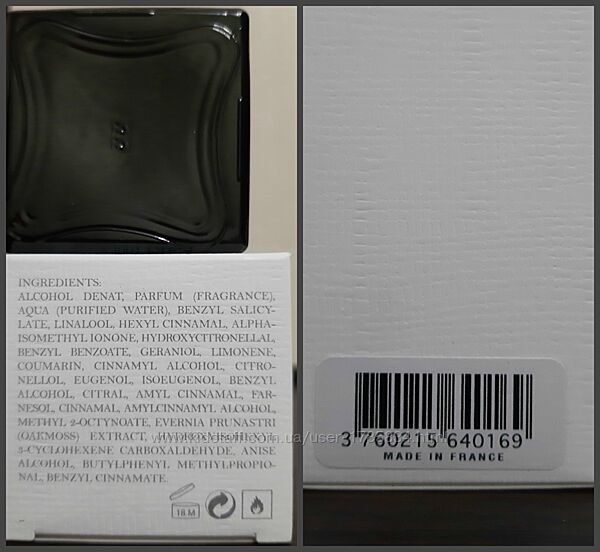 INGREDIENTS:
ALCOHOL DENAT, PARFUM (FRAGRANCE),
AQUA (PURIFIED WATER), BENZYL SALICY-
LATE, LINALOOL, HEXYL CINNAMAL, ALPHA-
ISOMETHYL IONONE, HYDROXYCITRONELLAL,
BENZYL BENZOATE, GERANIOL, LIMONENE,
COUMARIN, CINNAMYL ALCOHOL, CITRO-
NELLOL, EUGENOL, ISOEUGENOL, BENZYL
ALCOHOL, CITRAL, AMYL CINNAMAL, FAR-
NESOL, CINNAMAL, AMYLCINNAMYL ALCOHOL,
METHYL 2-OCTYNOATE, EVERNIA PRUNASTRI
(OAKMOSS) EXTRACT,
3-CYCLOHEXENE CARBOXALDEHYDE, ANISE
ALCOHOL, BUTYLPHENYL METHYLPROPIO-
NAL, BENZYL CINNAMATE.
18 M
3 760215 640169
MADE IN FRANCE